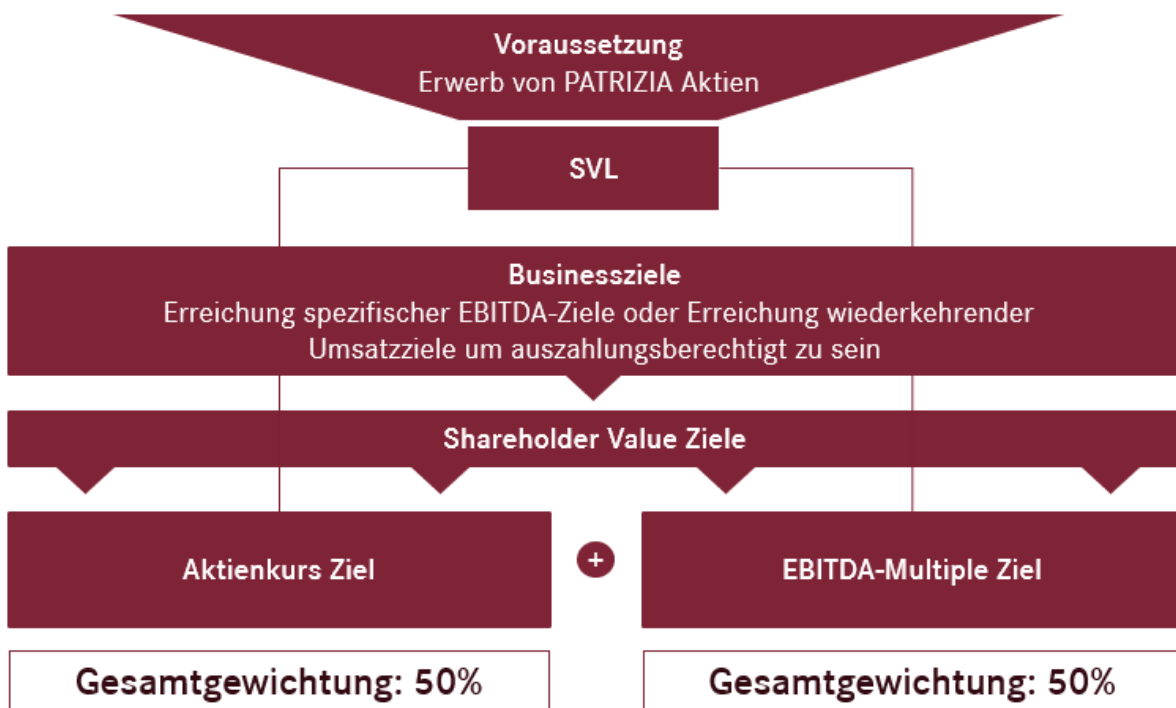 Voraussetzung
Erwerb von PATRIZIA Aktien
SVL
Businessziele
Erreichung spezifischer EBITDA-Ziele oder Erreichung wiederkehrender
Umsatzziele um auszahlungsberechtigt zu sein
Shareholder Value Ziele
Aktienkurs Ziel
+
EBITDA-Multiple Ziel
Gesamtgewichtung: 50%
Gesamtgewichtung: 50%